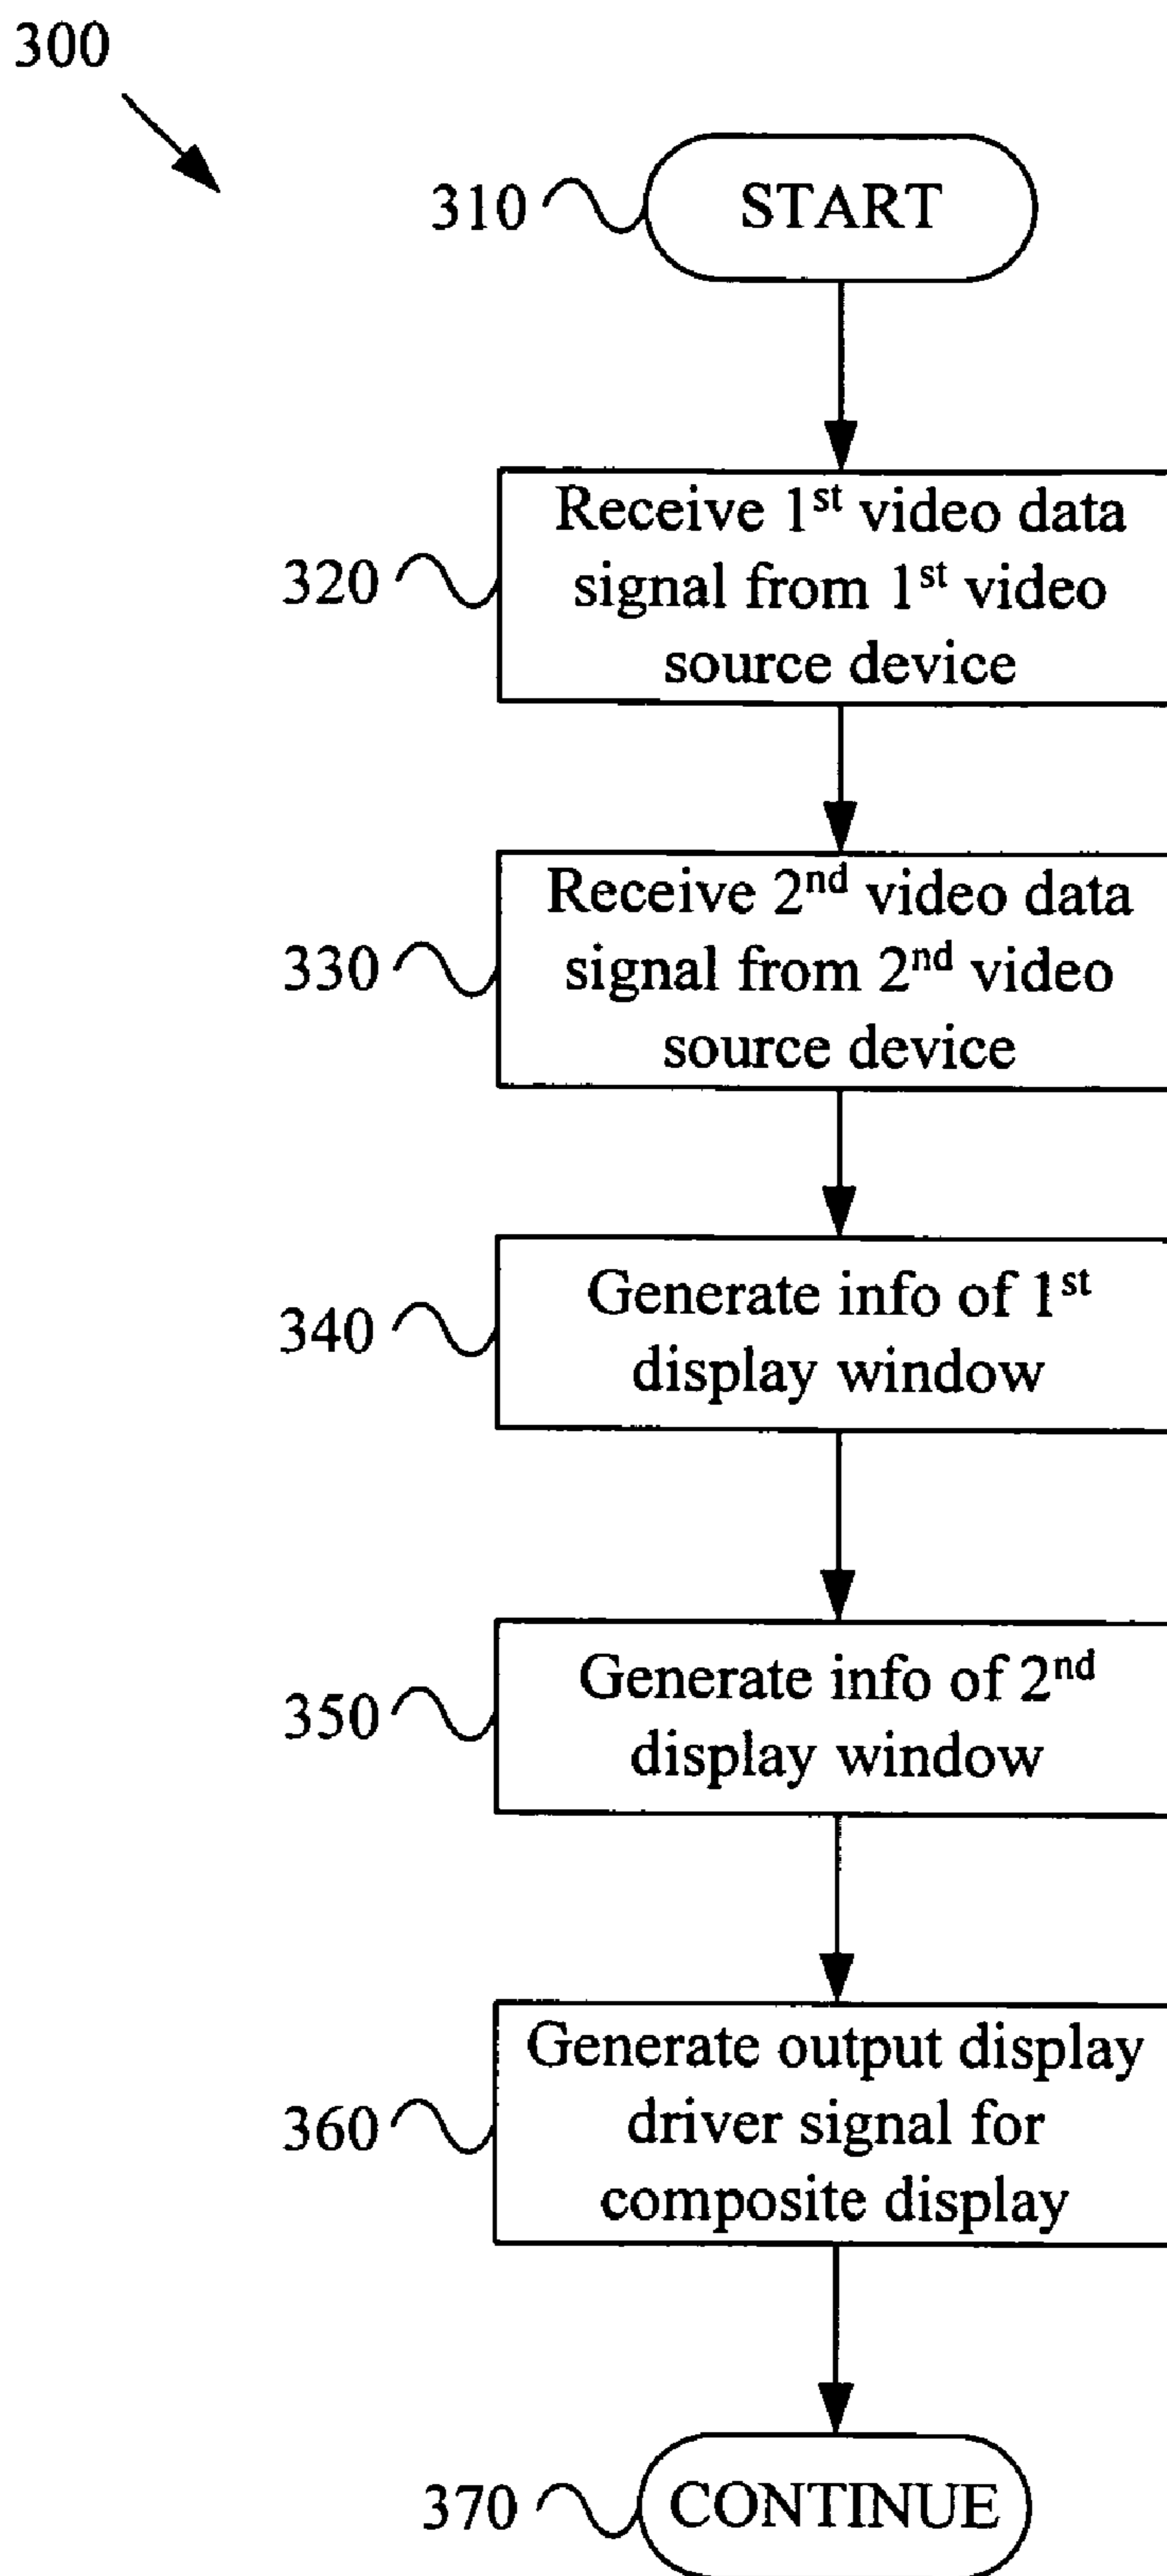 300
310
START
320
Receive 1st video data
signal from 1st video
source device
330
Receive 2nd video data
signal from 2nd video
source device
340
Generate info of 1st
display window
350
Generate info of 2nd
display window
360
Generate output display
driver signal for
composite display
370
CONTINUE